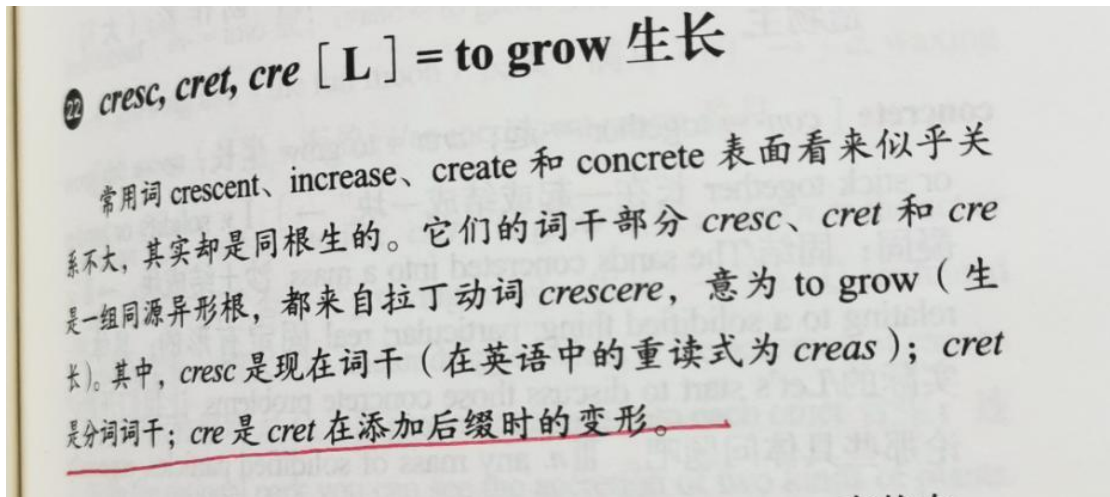 22 cresc, cret, cre [L] = to grow 生长
常用词 crescent、increase、create 和 concrete 表面看来似乎关
系不大，其实却是同根生的。它们的词干部分 cresc、cret 和 cre
是一组同源异形根，都来自拉丁动词 crescere，意为 to grow（生
长）。其中，cresc 是现在词干（在英语中的重读式为 creas）；cret
是分词词干；cre 是 cret 在添加后缀时的变形。